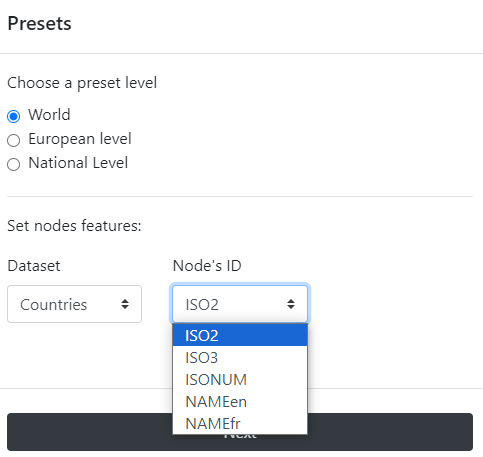 Presets
Choose a preset level
World
European level
National Level
Set nodes features:
Dataset
Node's ID
Countries
ISO2
ISO2
ISO3
ISONUM
NAMEen
NAMEfr
Next